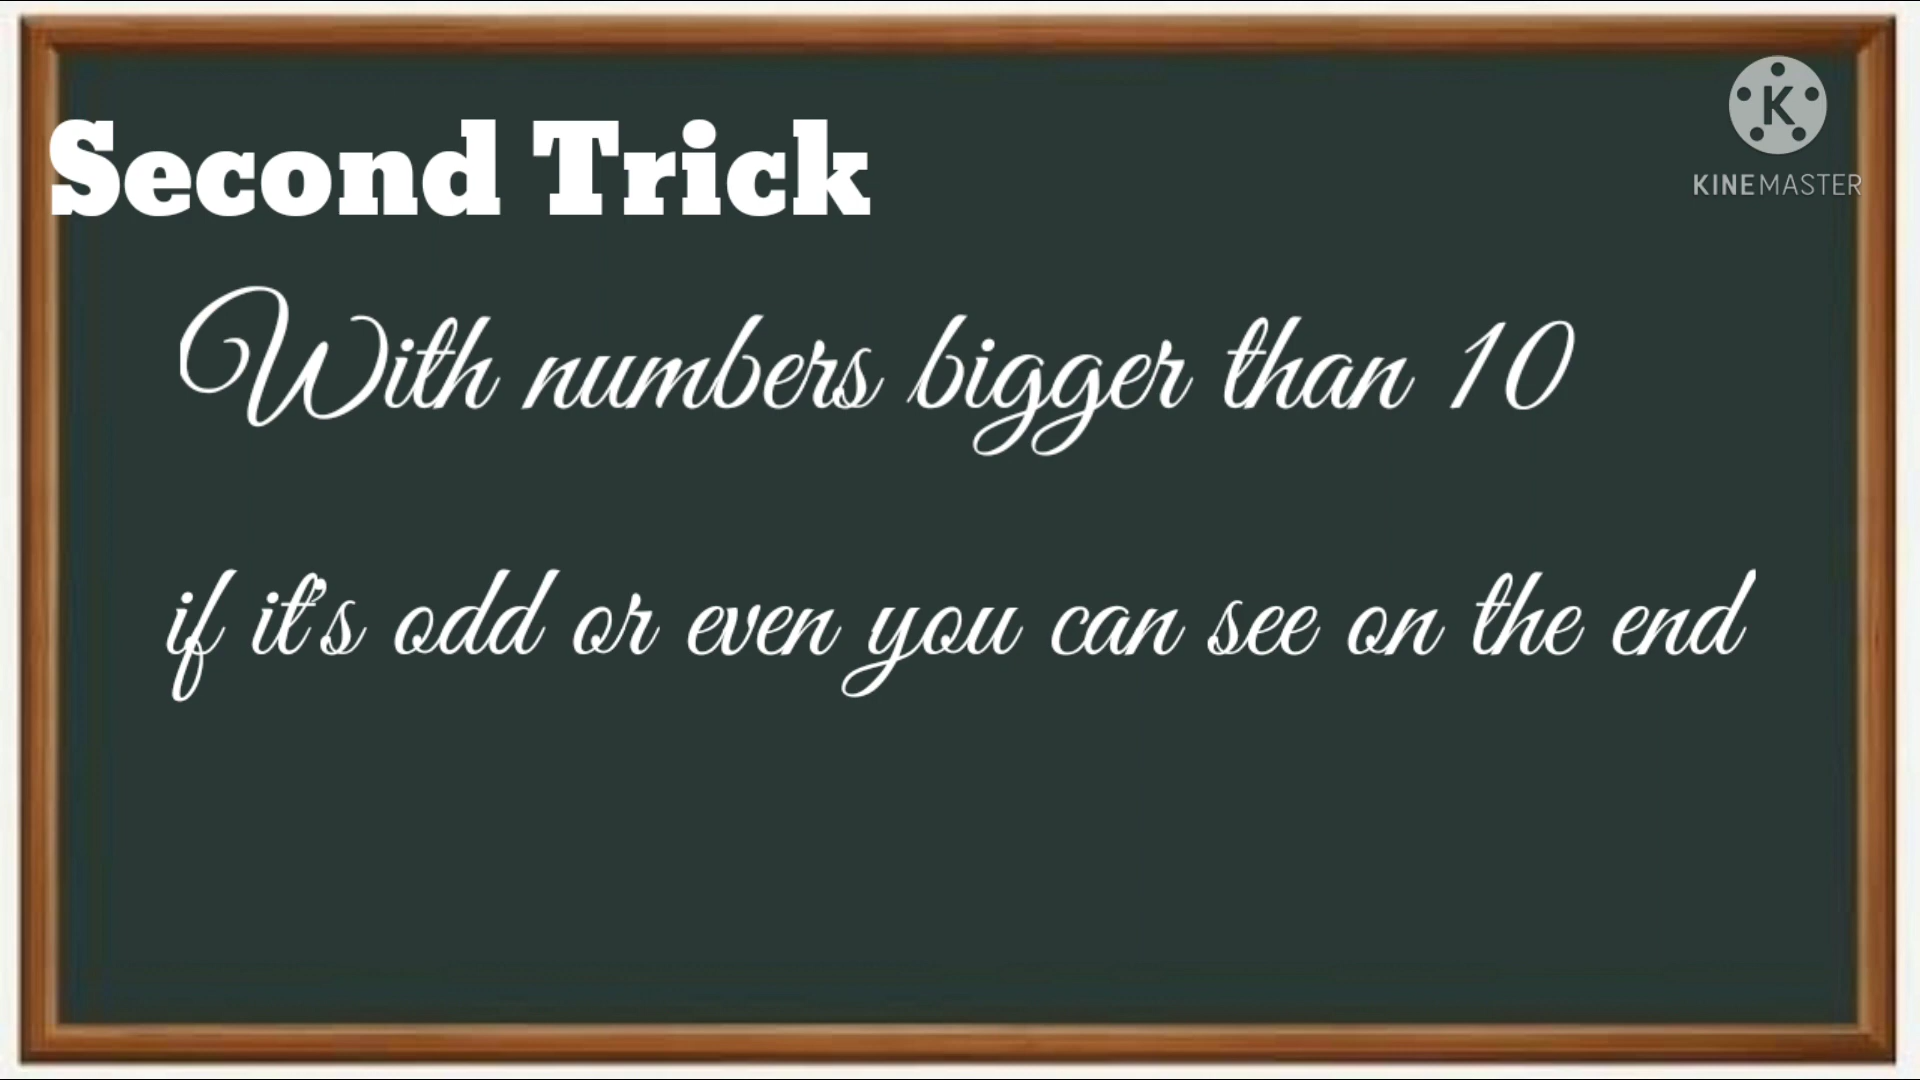 Second Trick
K
KINEMASTER
With numbers bigger than 10
if it's odd or even you can see on the end